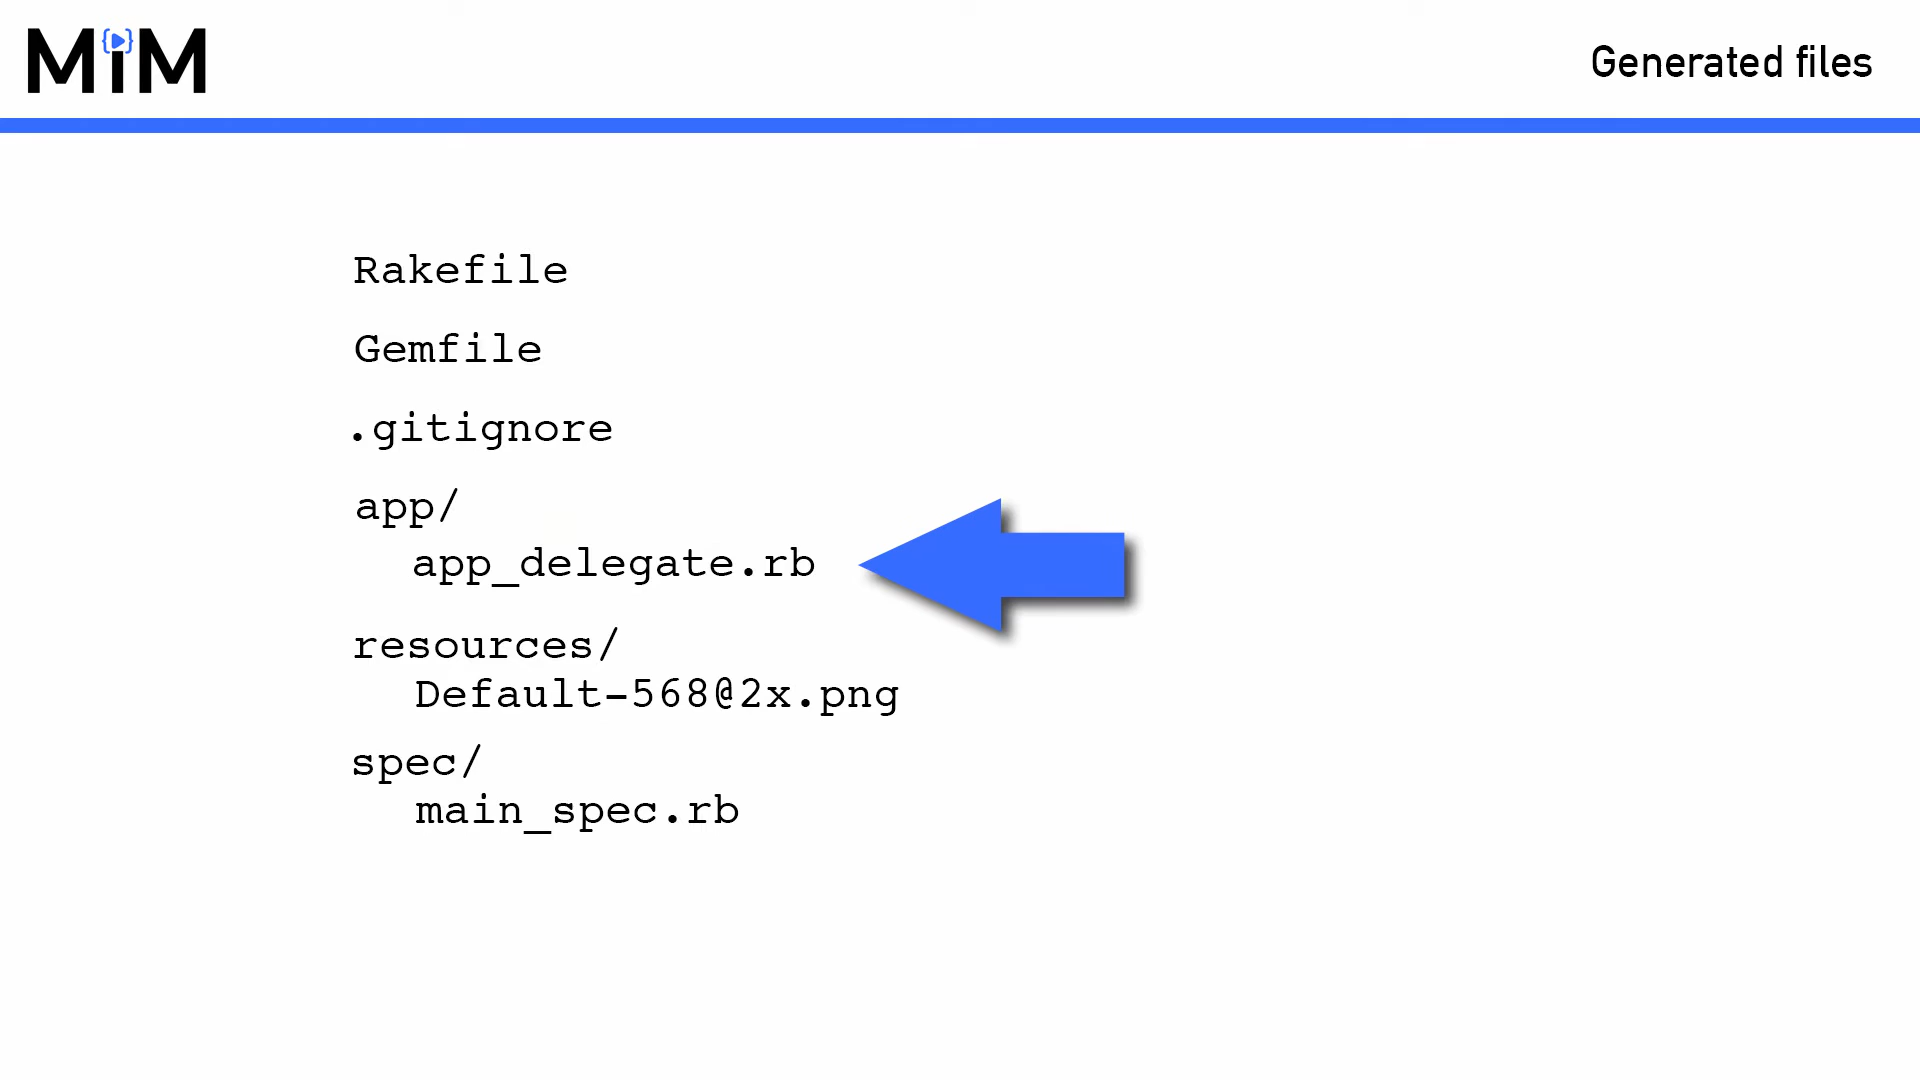 MiM
Generated files
Rakefile
Gemfile
.gitignore
app/
app_delegate.rb
resources/
Default-568@2x.png
spec/
main_spec.rb